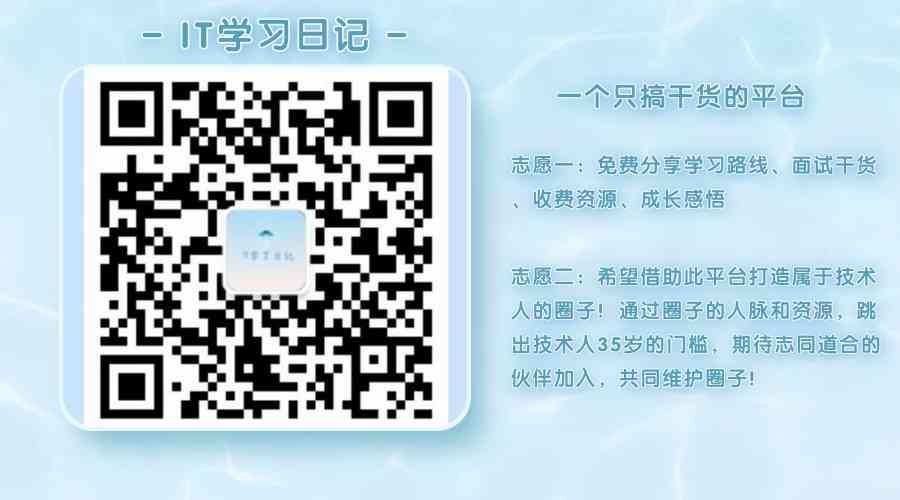 - IT学习日记 -
一个只搞干货的平台
志愿一：免费分享学习路线、面试干货
、收费资源、成长感悟
志愿二：希望借助此平台打造属于技术
人的圈子！通过圈子的人脉和资源，跳
出技术人35岁的门槛，期待志同道合的
伙伴加入，共同维护圈子!